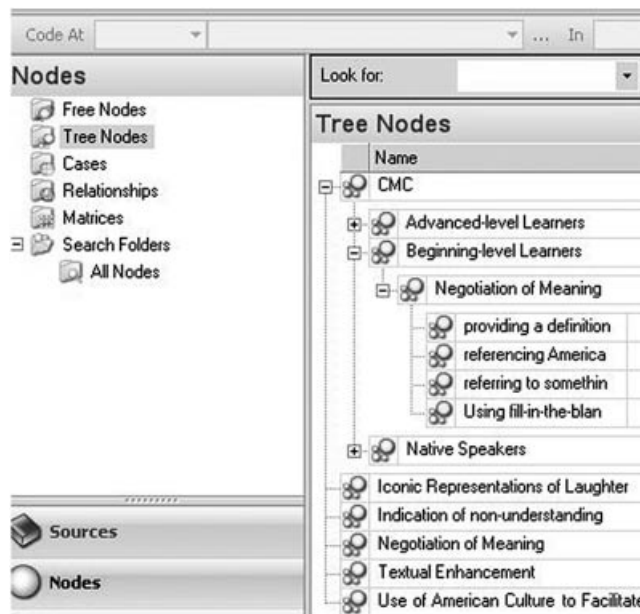 Code At ... In
Nodes
Free Nodes
Tree Nodes
Cases
Relationships
Matrices
Search Folders
All Nodes
Sources
Nodes
Look for:
Tree Nodes
Name
CMC
Advanced-level Learners
Beginning-level Learners
Negotiation of Meaning
providing a definition
referencing America
referring to somethin
Using fill-in-the-blan
Native Speakers
Iconic Representations of Laughter
Indication of non-understanding
Negotiation of Meaning
Textual Enhancement
Use of American Culture to Facilitate